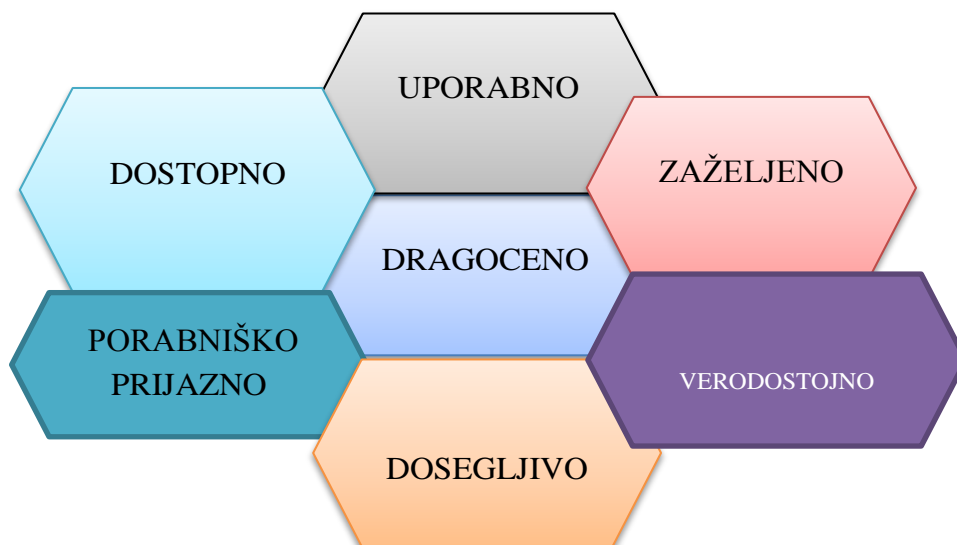 UPORABNO
DOSTOPNO
ZAŽELJENO
DRAGOCENO
PORABNIŠKO
PRIJAZNO
VERODOSTOJNO
DOSEGLJIVO